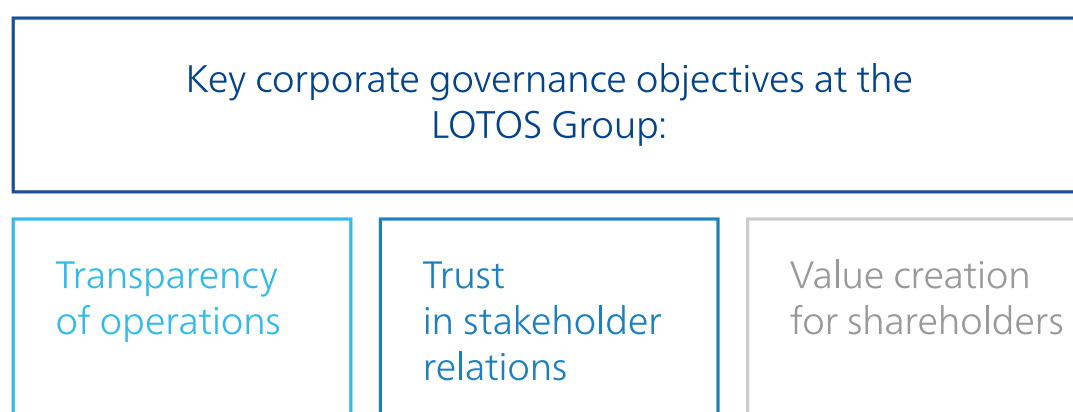 Key corporate governance objectives at the
LOTOS Group:
Transparency
of operations
Trust
in stakeholder
relations
Value creation
for shareholders